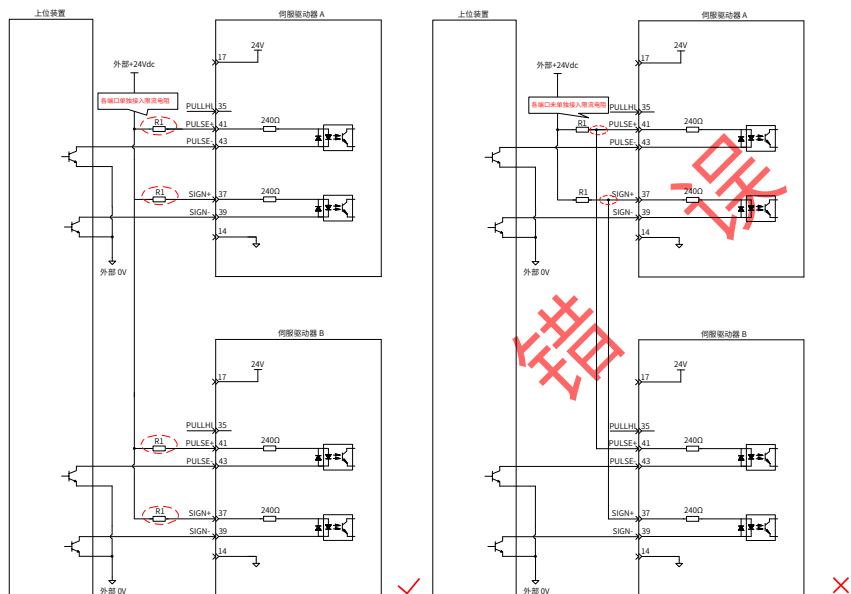 上位装置
伺服驱动器 A
24V
17
外部+24Vdc
各端口单独接入限流电阻
PULLHI 35
R1
PULSE+ 41
240Ω
PULSE- 43
R1
SIGN+ 37
240Ω
SIGN- 39
14
外部 0V
伺服驱动器 B
24V
17
PULLHI 35
R1
PULSE+ 41
240Ω
PULSE- 43
R1
SIGN+ 37
240Ω
SIGN- 39
14
外部 0V
上位装置
伺服驱动器 A
24V
17
外部+24Vdc
各端口未单独接入限流电阻
PULLHI 35
R1
PULSE+ 41
240Ω
PULSE- 43
R1
SIGN+ 37
240Ω
SIGN- 39
14
外部 0V
错误
伺服驱动器 B
24V
17
PULLHI 35
PULSE+ 41
240Ω
PULSE- 43
SIGN+ 37
240Ω
SIGN- 39
14
外部 0V